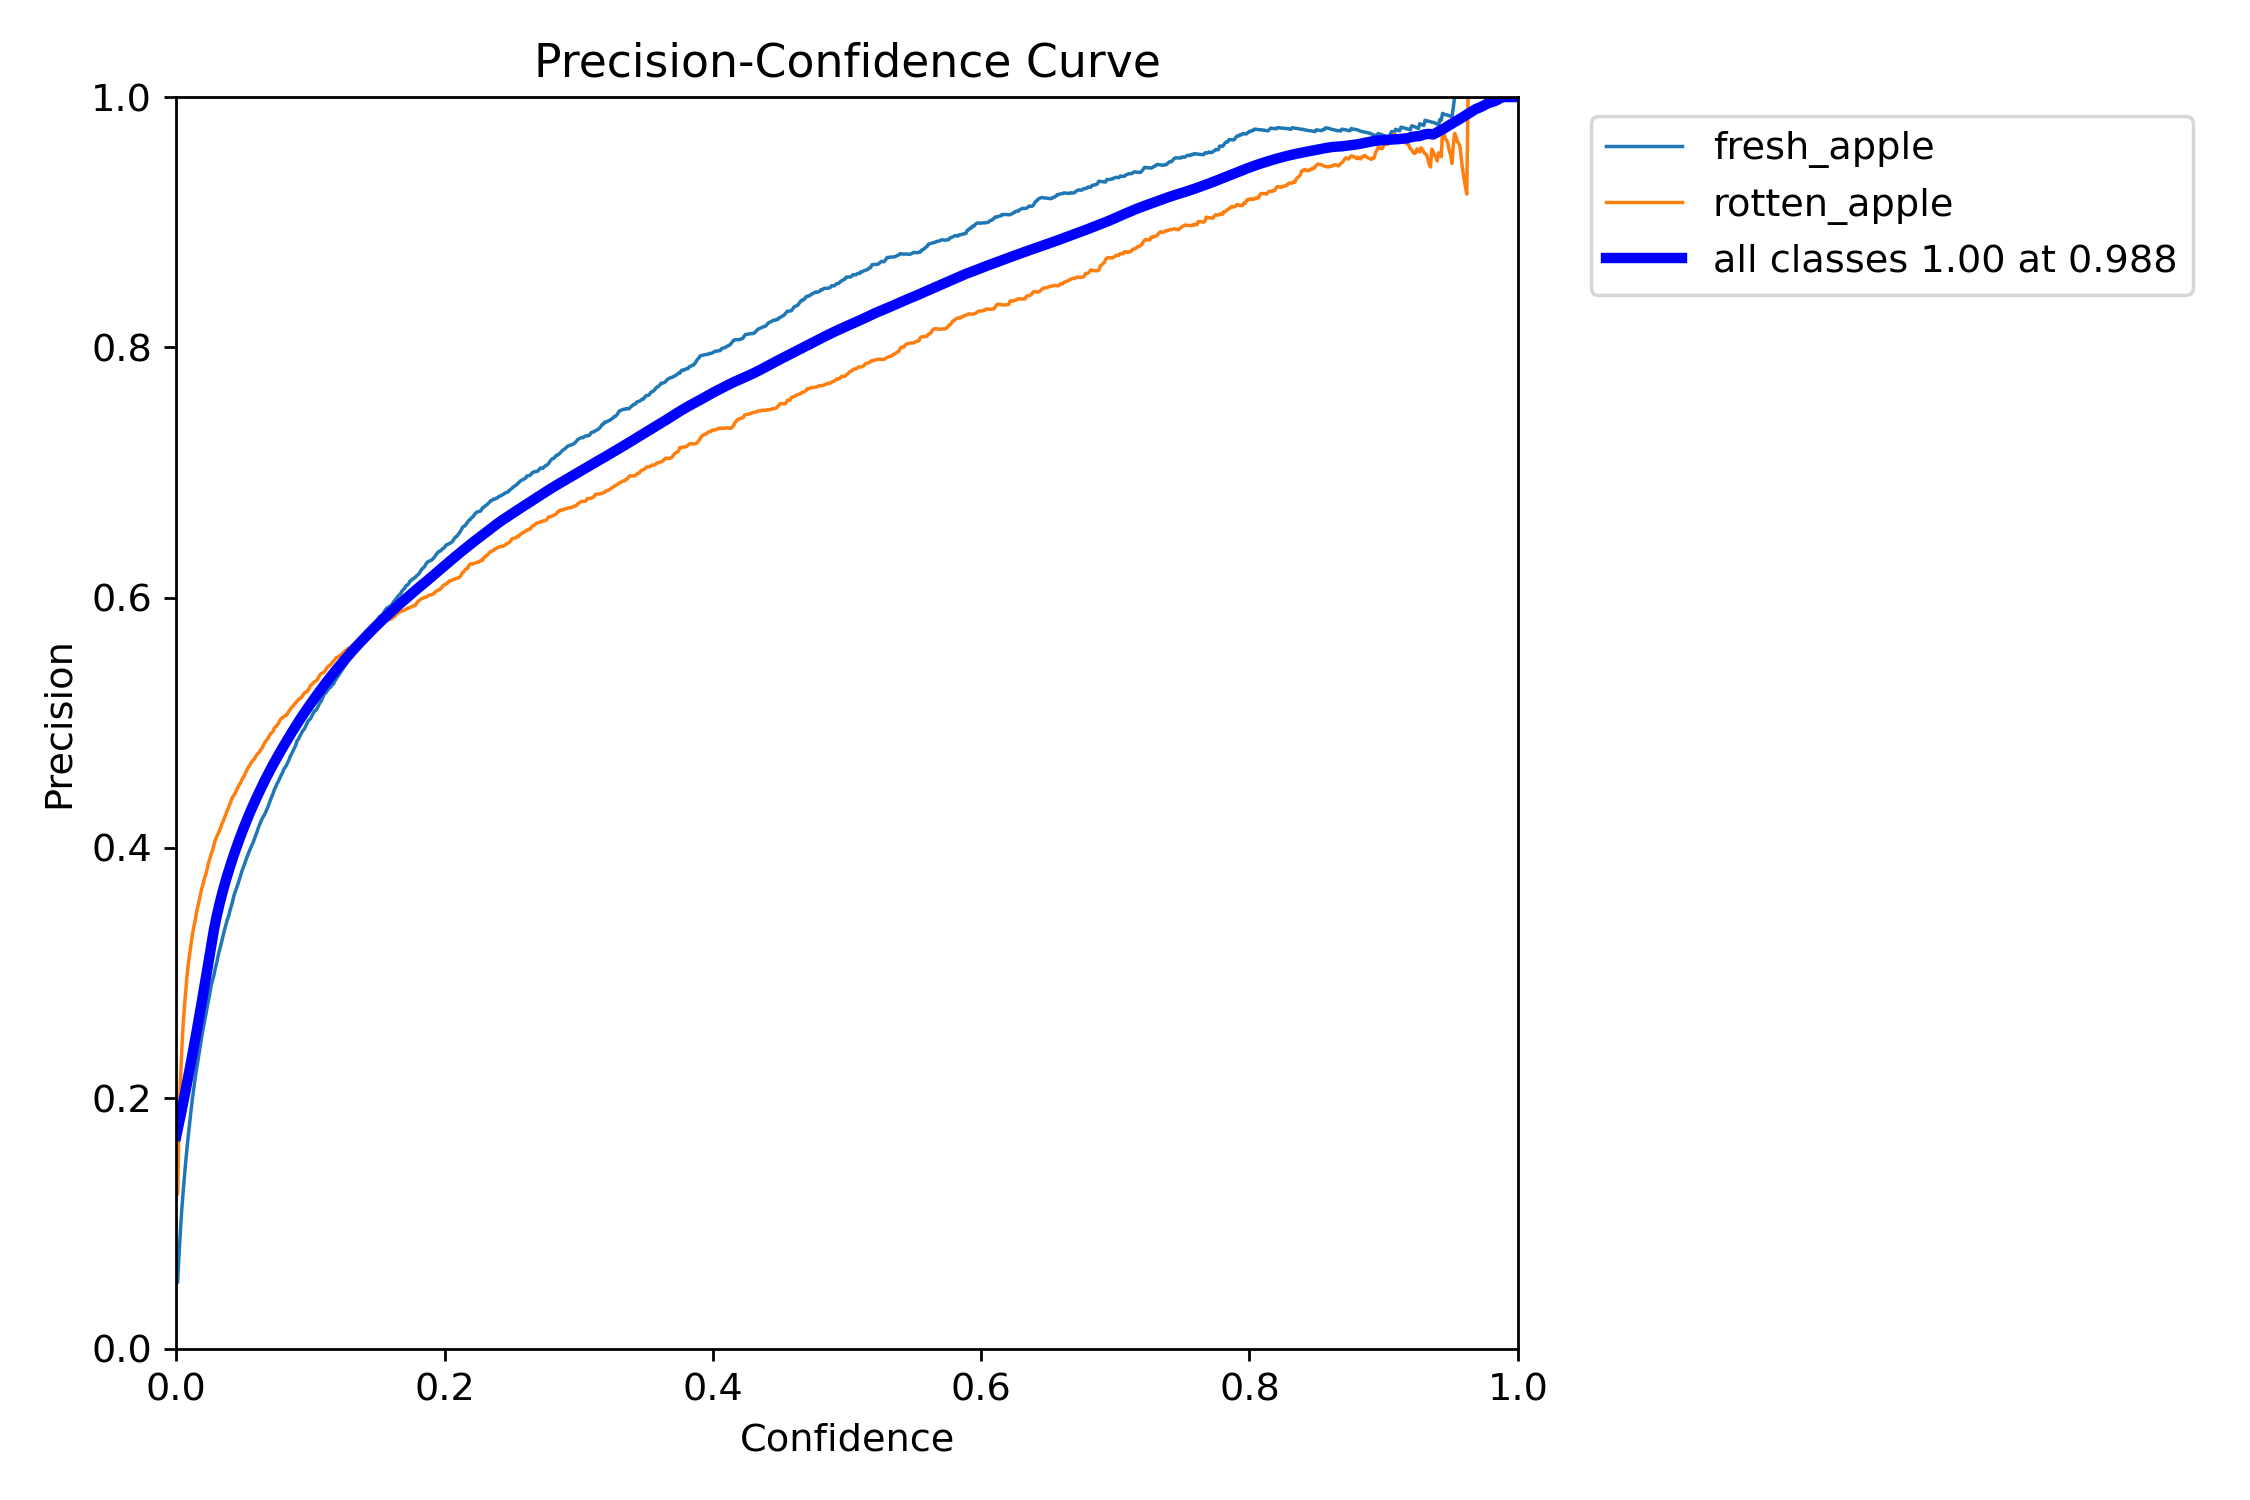 Precision-Confidence Curve
1.0
0.8
0.6
0.4
0.2
0.0
Precision
0.0 0.2 0.4 0.6 0.8 1.0
Confidence
fresh_apple
rotten_apple
all classes 1.00 at 0.988